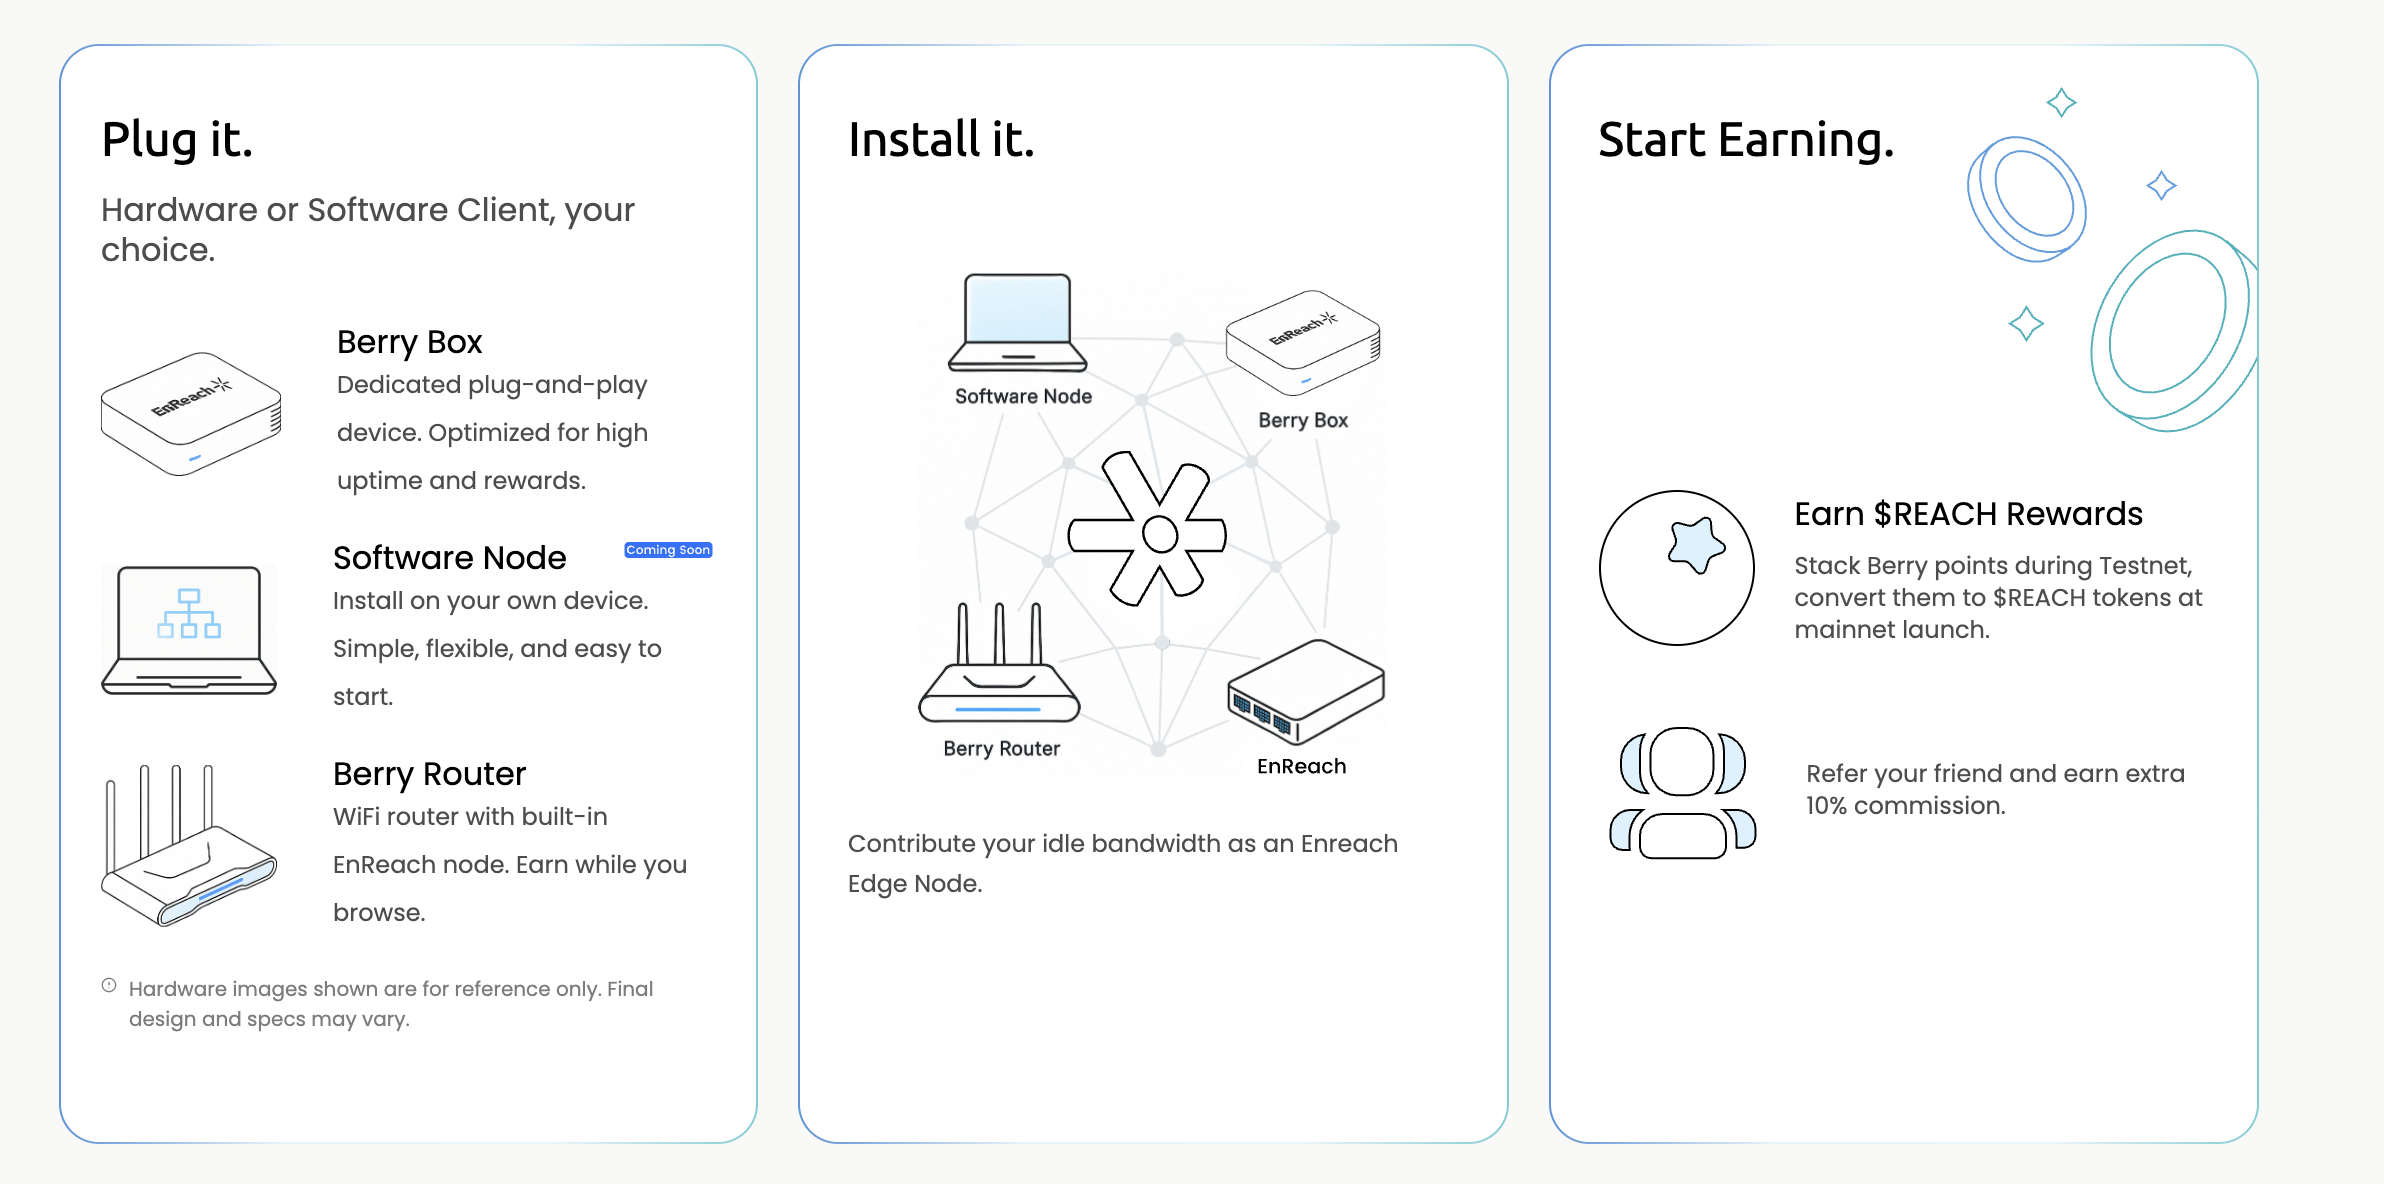 Plug it.
Hardware or Software Client, your
choice.
EnReach
Berry Box
Dedicated plug-and-play
device. Optimized for high
uptime and rewards.
Software Node
Coming Soon
Install on your own device.
Simple, flexible, and easy to
start.
Berry Router
WiFi router with built-in
EnReach node. Earn while you
browse.
Hardware images shown are for reference only. Final
design and specs may vary.
Install it.
EnReach
Software Node
Berry Box
Berry Router
EnReach
Contribute your idle bandwidth as an Enreach
Edge Node.
Start Earning.
Earn $REACH Rewards
Stack Berry points during Testnet,
convert them to $REACH tokens at
mainnet launch.
Refer your friend and earn extra
10% commission.